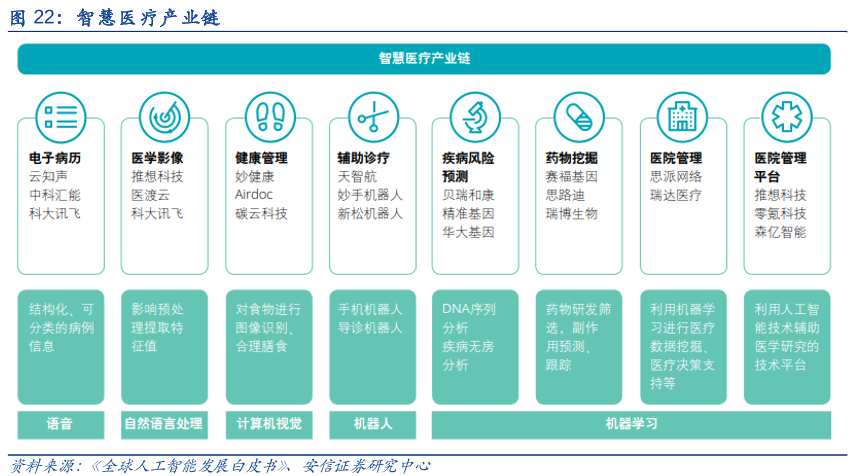 图 22：智慧医疗产业链
智慧医疗产业链
电子病历
云知声
中科汇能
科大讯飞
医学影像
推想科技
医渡云
科大讯飞
健康管理
妙健康
Airdoc
碳云科技
辅助诊疗
天智航
妙手机器人
新松机器人
疾病风险
预测
贝瑞和康
精准基因
华大基因
药物挖掘
赛福基因
思路迪
瑞博生物
医院管理
思派网络
瑞达医疗
医院管理
平台
推想科技
零氪科技
森亿智能
结构化、可
分类的病例
信息
影响预处
理提取特
征值
对食物进行
图像识别、
合理膳食
手机机器人
导诊机器人
DNA序列
分析
疾病无房
分析
药物研发筛
选，副作
用预测、
跟踪
利用机器学
习进行医疗
数据挖掘、
医疗决策支
持等
利用人工智
能技术辅助
医学研究的
技术平台
语音
自然语言处理
计算机视觉
机器人
机器学习
资料来源：《全球人工智能发展白皮书》、安信证券研究中心